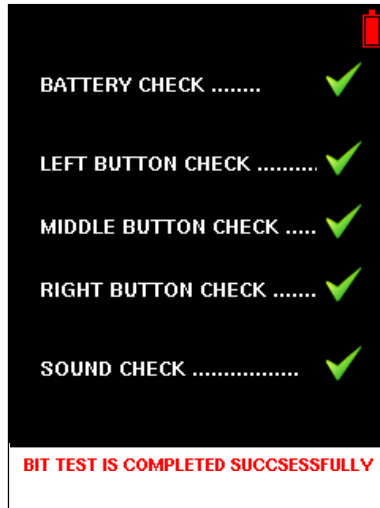 BATTERY CHECK ........
LEFT BUTTON CHECK ..........
MIDDLE BUTTON CHECK .....
RIGHT BUTTON CHECK .......
SOUND CHECK .................
BIT TEST IS COMPLETED SUCCSESSFULLY